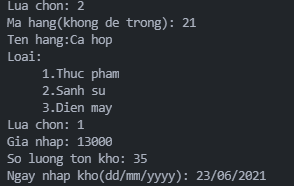 Lua chon: 2
Ma hang(khong de trong): 21
Ten hang:Ca hop
Loai:
1.Thuc pham
2.Sanh su
3.Dien may
Lua chon: 1
Gia nhap: 13000
So luong ton kho: 35
Ngay nhap kho(dd/mm/yyyy): 23/06/2021